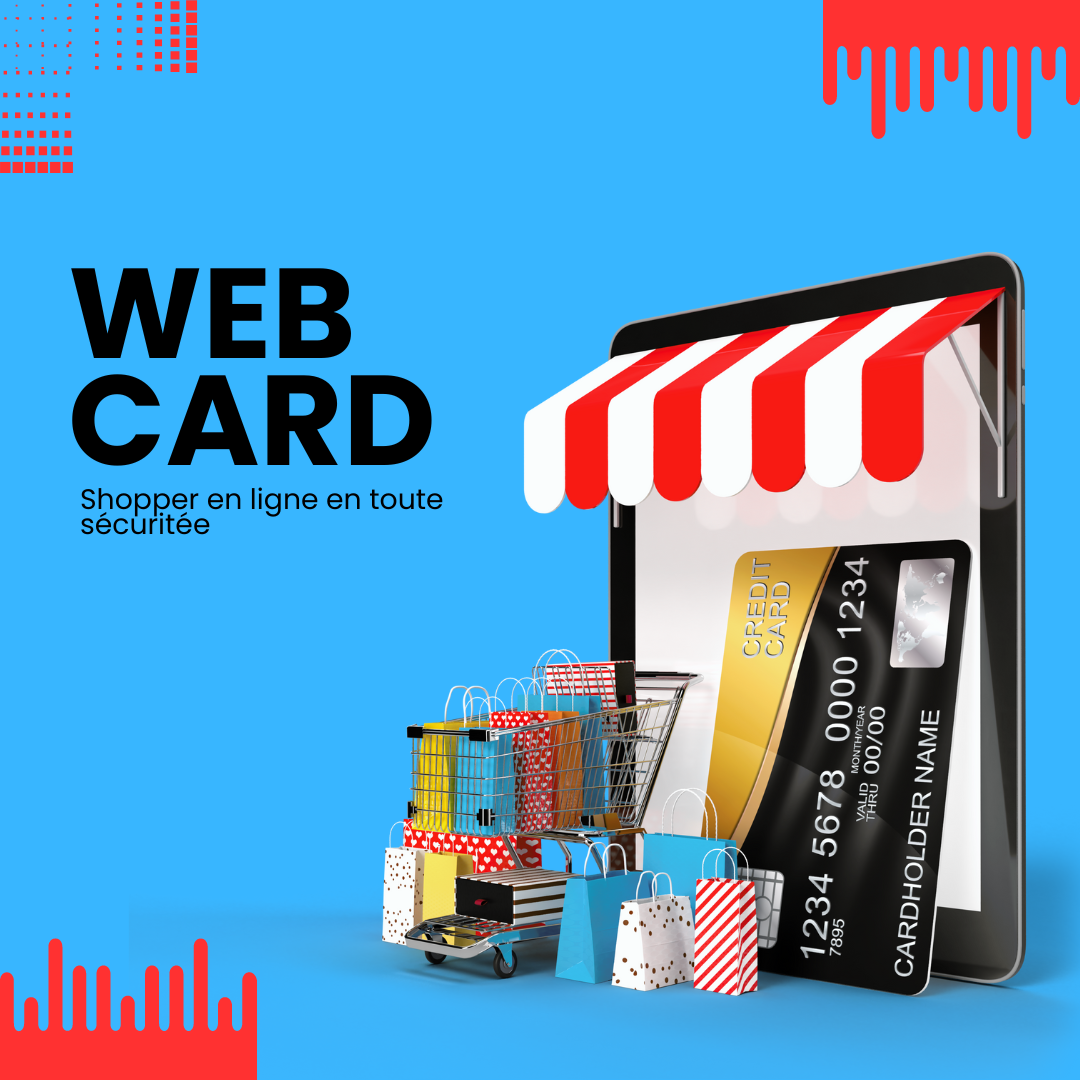 WEB
CARD
Shopper en ligne en toute
sécuritée
CREDIT
CARD
1234 5678 0000 1234
7895
MONTH/YEAR
VALID
THRU
00/00
CARDHOLDER NAME